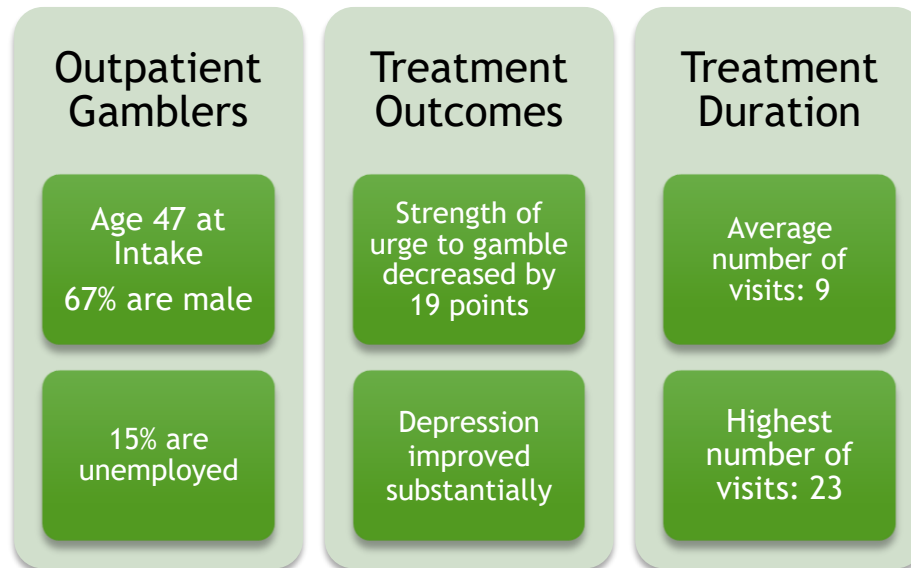 Outpatient
Gamblers
Age 47 at
Intake
67% are male
15% are
unemployed
Treatment
Outcomes
Strength of
urge to gamble
decreased by
19 points
Depression
improved
substantially
Treatment
Duration
Average
number of
visits: 9
Highest
number of
visits: 23